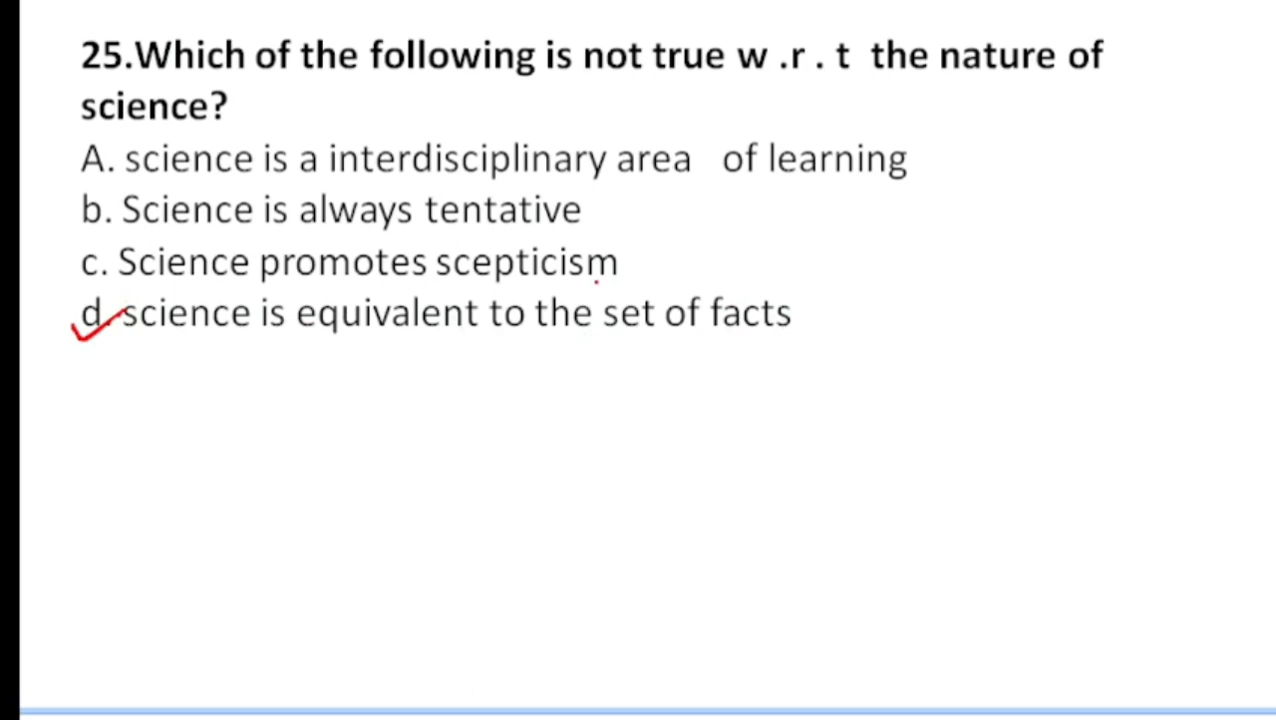 25.Which of the following is not true w .r . t the nature of
science?
A. science is a interdisciplinary area of learning
b. Science is always tentative
c. Science promotes scepticism
d. science is equivalent to the set of facts